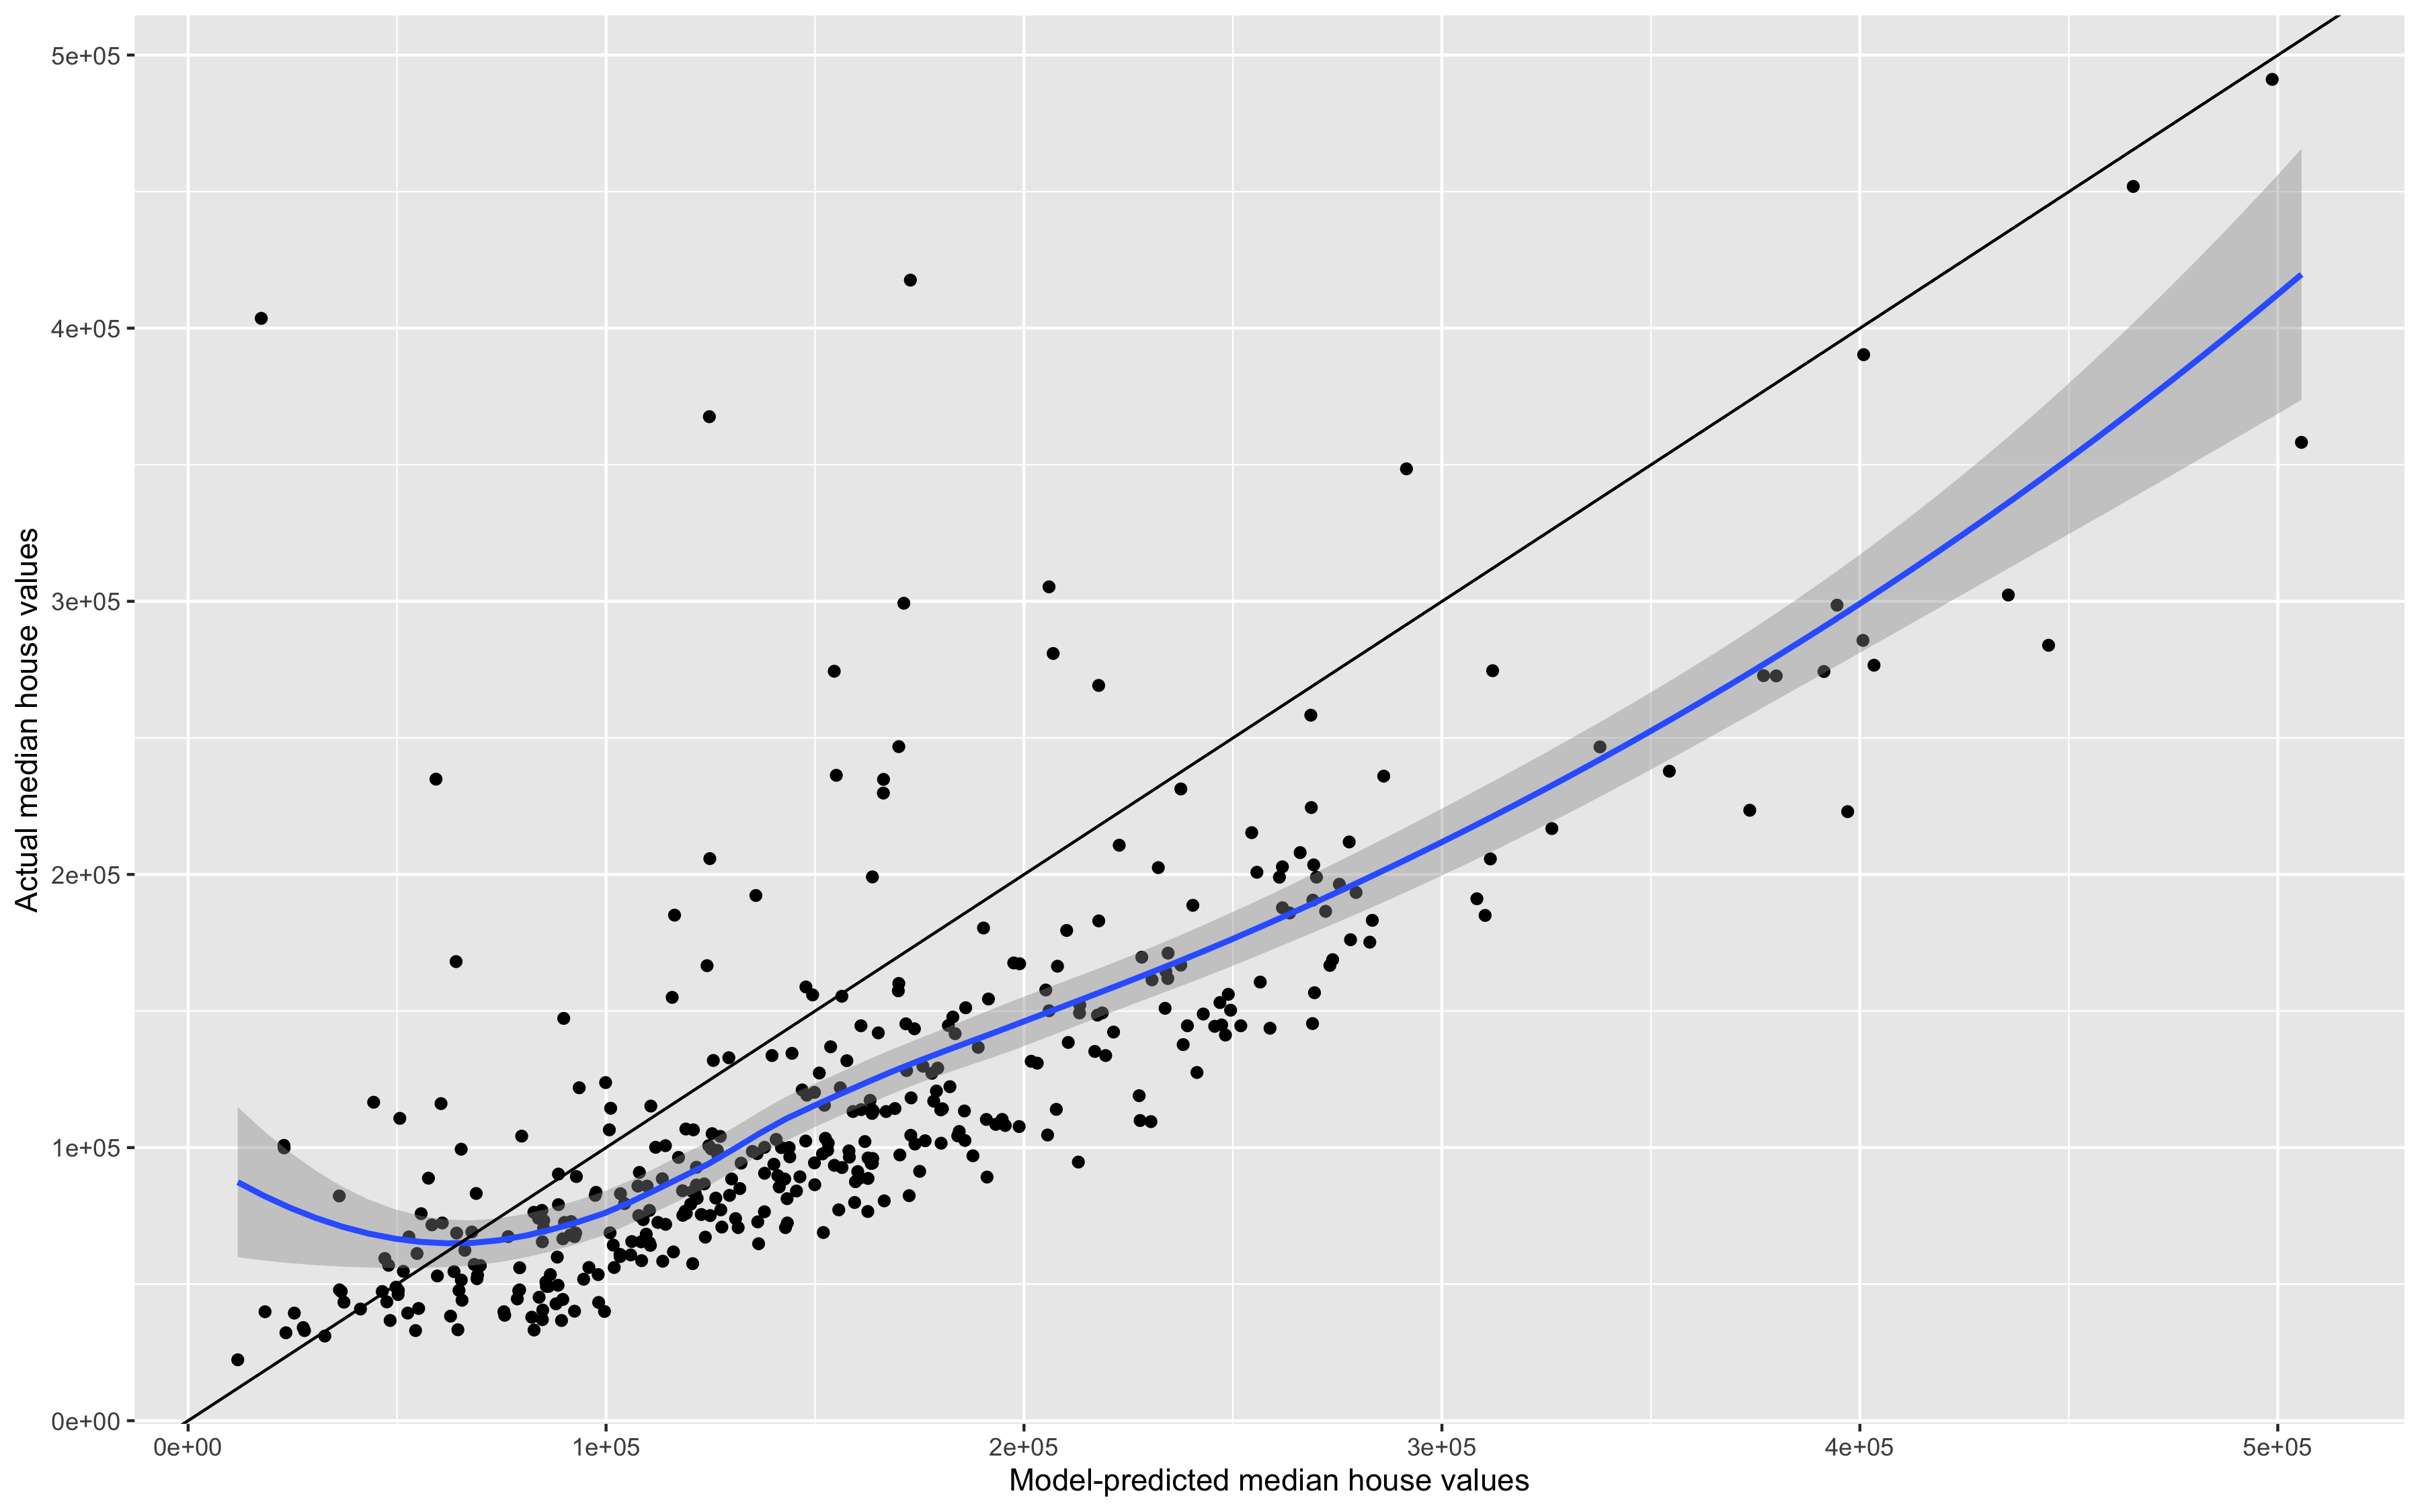 5e+05
4e+05
3e+05
2e+05
1e+05
0e+00
Actual median house values
0e+00 1e+05 2e+05 3e+05 4e+05 5e+05
Model-predicted median house values